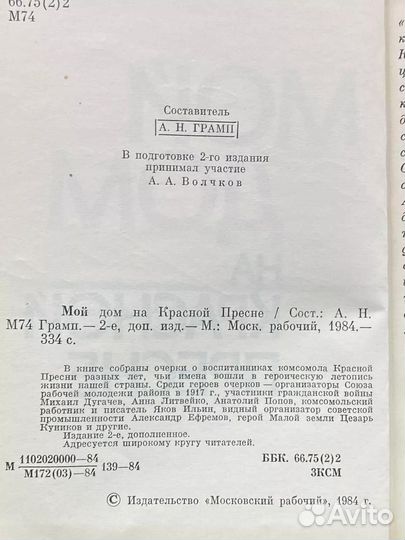 66.75(2)2
М74
Составитель
А. Н. ГРАМП
В подготовке 2-го издания
принимал участие
А. А. Волчков
Мой дом на Красной Пресне / Сост.: А. Н.
М74 Грамп.— 2-е, доп. изд.— М.: Моск. рабочий, 1984.—
334 с.
В книге собраны очерки о воспитанниках комсомола Красной
Пресни разных лет, чьи имена вошли в героическую летопись
жизни нашей страны. Среди героев очерков — организаторы Союза
рабочей молодежи района в 1917 г., участники гражданской войны
Михаил Дугачев, Анна Литвейко, Анатолий Попов, комсомольский
работник и писатель Яков Ильин, видный организатор советской
промышленности Александр Ефремов, герой Малой земли Цезарь
Куников и другие.
Издание 2-е, дополненное.
Адресуется широкому кругу читателей.
М 1102020000—84
М172(03)—84 139—84
ББК. 66.75(2)2
3КСМ
© Издательство «Московский рабочий», 1984 г.
Avito